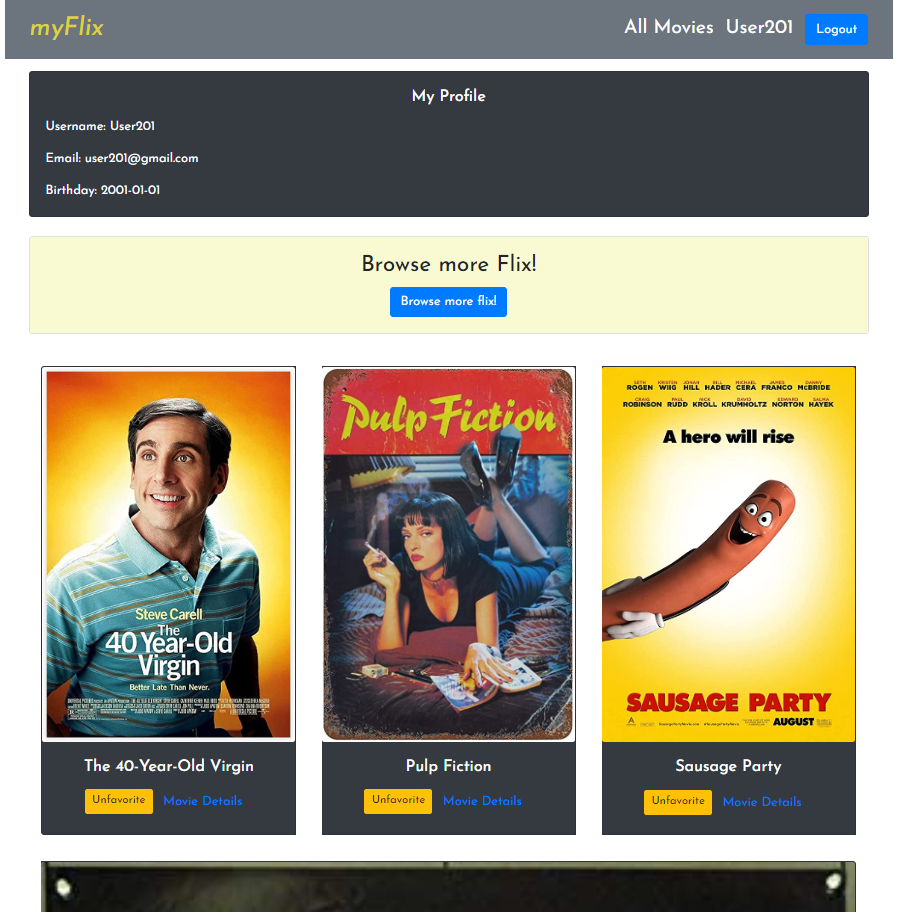 myFlix
All Movies User201 Logout
My Profile
Username: User201
Email: user201@gmail.com
Birthday: 2001-01-01
Browse more Flix!
Browse more flix!
Steve Carell
The
40 Year-Old
Virgin
Better Late Than Never.
Pulp Fiction
SETH ROGEN KRISTEN WIIG JONAH HILL BILL HADER MICHAEL CERA JAMES FRANCO DANNY McBRIDE
CRAIG ROBINSON PAUL RUDD NICK KROLL DAVID KRUMHOLTZ EDWARD NORTON SALMA HAYEK
A hero will rise
SAUSAGE PARTY
AUGUST
The 40-Year-Old Virgin
Unfavorite Movie Details
Pulp Fiction
Unfavorite Movie Details
Sausage Party
Unfavorite Movie Details